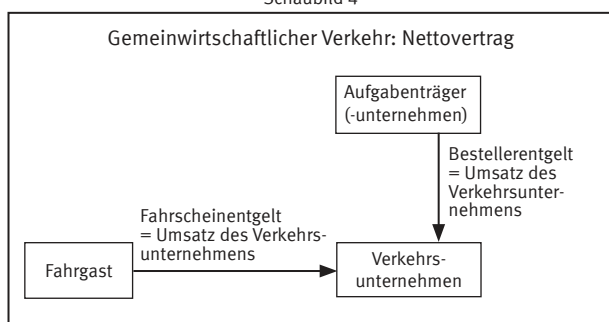 Schaubild 4
Gemeinwirtschaftlicher Verkehr: Nettovertrag
Aufgabenträger
(-unternehmen)
Bestellerentgelt
= Umsatz des
Verkehrsunter-
nehmens
Fahrscheinentgelt
= Umsatz des Verkehrs-
unternehmens
Fahrgast
Verkehrs-
unternehmen